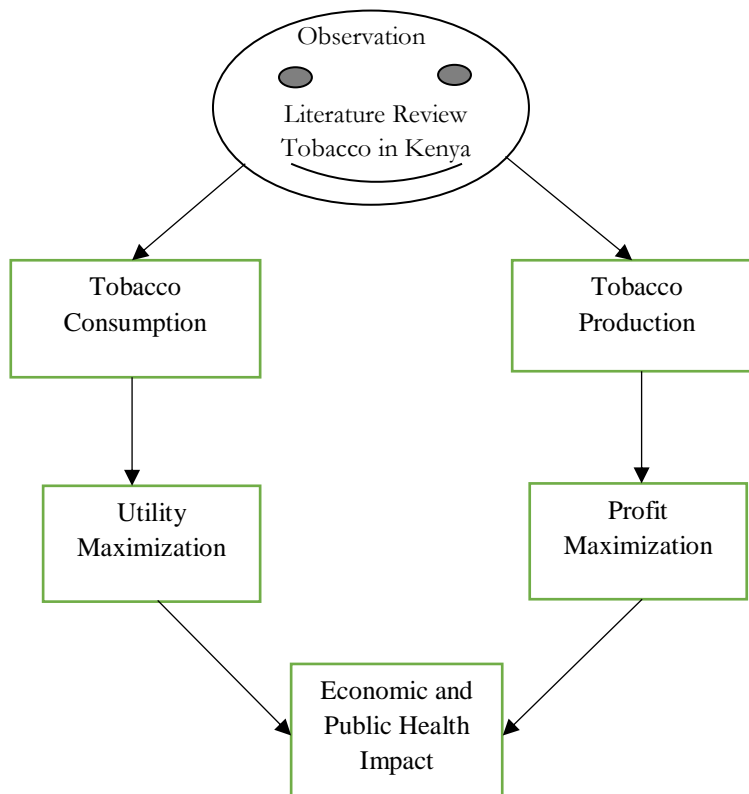 Observation
Literature Review
Tobacco in Kenya
Tobacco
Consumption
Tobacco
Production
Utility
Maximization
Profit
Maximization
Economic and
Public Health
Impact